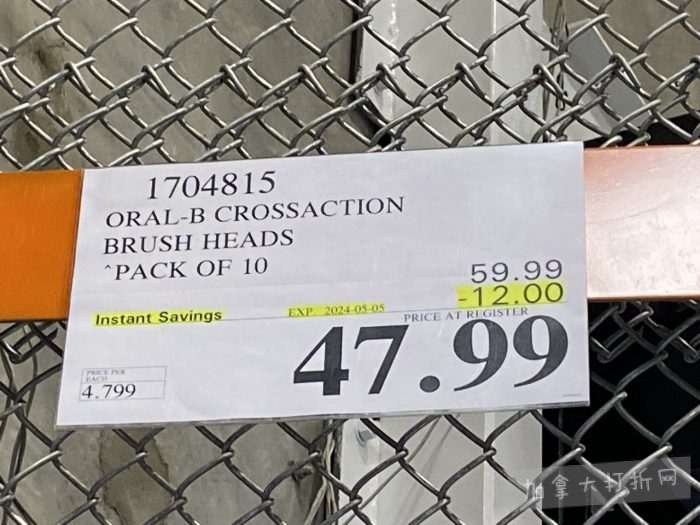 1704815
ORAL-B CROSSACTION
BRUSH HEADS
^PACK OF 10
59.99
-12.00
Instant Savings
EXP. 2024-05-05
PRICE AT REGISTER
47.99
PRICE PER
EACH
4.799
加拿大打折网